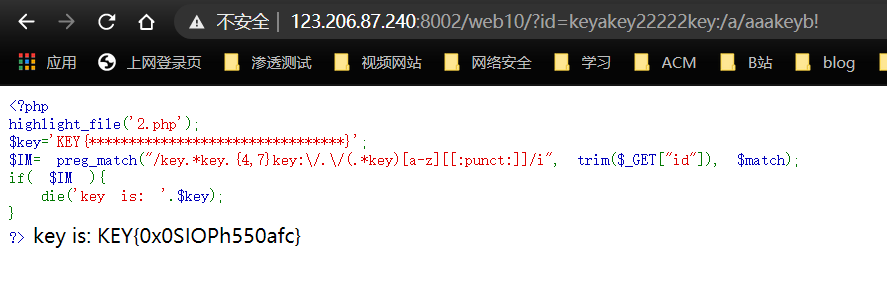 不安全 | 123.206.87.240:8002/web10/?id=keyakey22222key:/a/aaakeyb!
应用 上网登录页 渗透测试 视频网站 网络安全 学习 ACM B站 blog
<?php
highlight_file('2.php');
$key='KEY{********************************}';
$IM= preg_match("/key.*key.{4,7}key:\/.\/(.*key)[a-z][[:punct:]]/i", trim($_GET["id"]), $match);
if( $IM ){
    die('key is: '.$key);
}
?> key is: KEY{0x0SIOPh550afc}